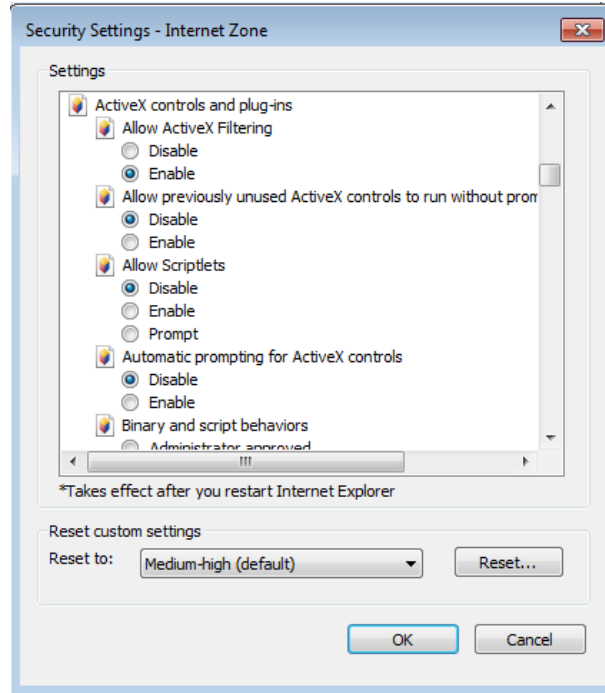 Security Settings - Internet Zone
Settings
ActiveX controls and plug-ins
Allow ActiveX Filtering
Disable
Enable
Allow previously unused ActiveX controls to run without prom
Disable
Enable
Allow Scriptlets
Disable
Enable
Prompt
Automatic prompting for ActiveX controls
Disable
Enable
Binary and script behaviors
Administrator approved
*Takes effect after you restart Internet Explorer
Reset custom settings
Reset to: Medium-high (default) Reset...
OK Cancel